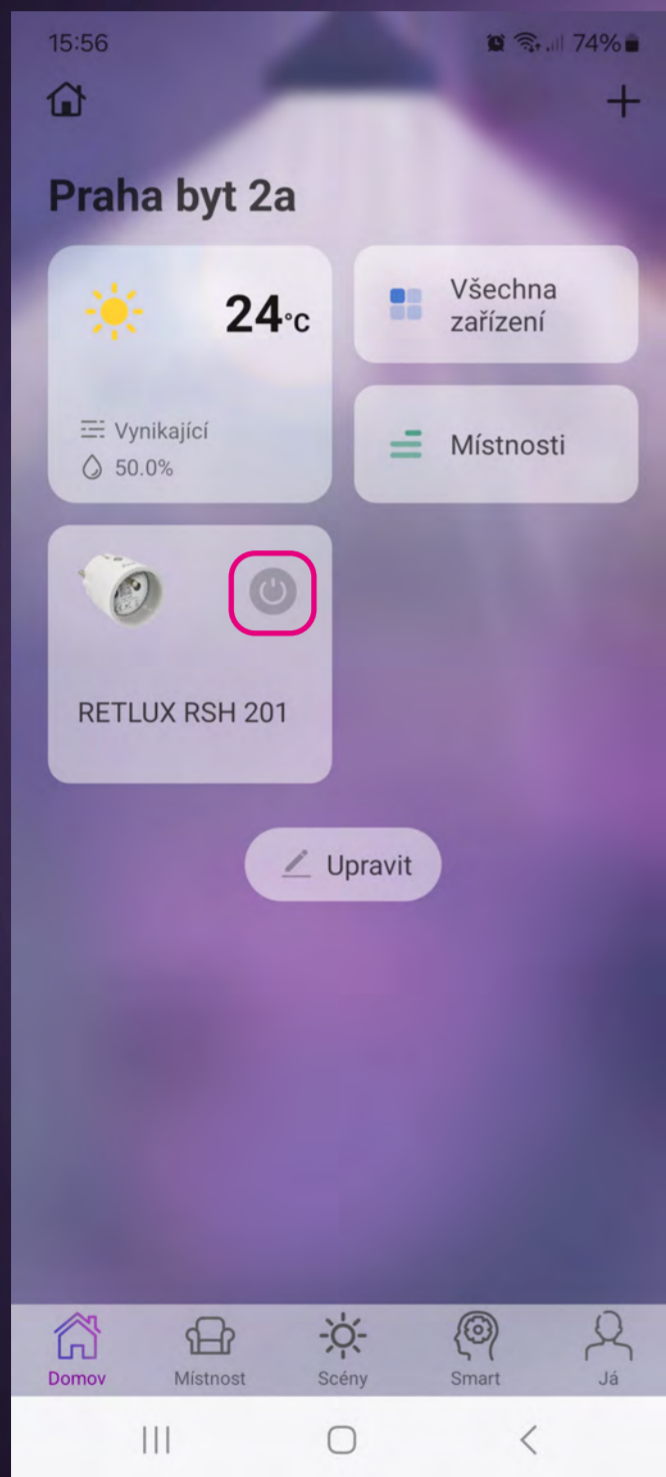 15:56
74%
Praha byt 2a
24°C
Vynikající
50.0%
Všechna
zařízení
Místnosti
RETLUX RSH 201
Upravit
Domov
Místnost
Scény
Smart
Já